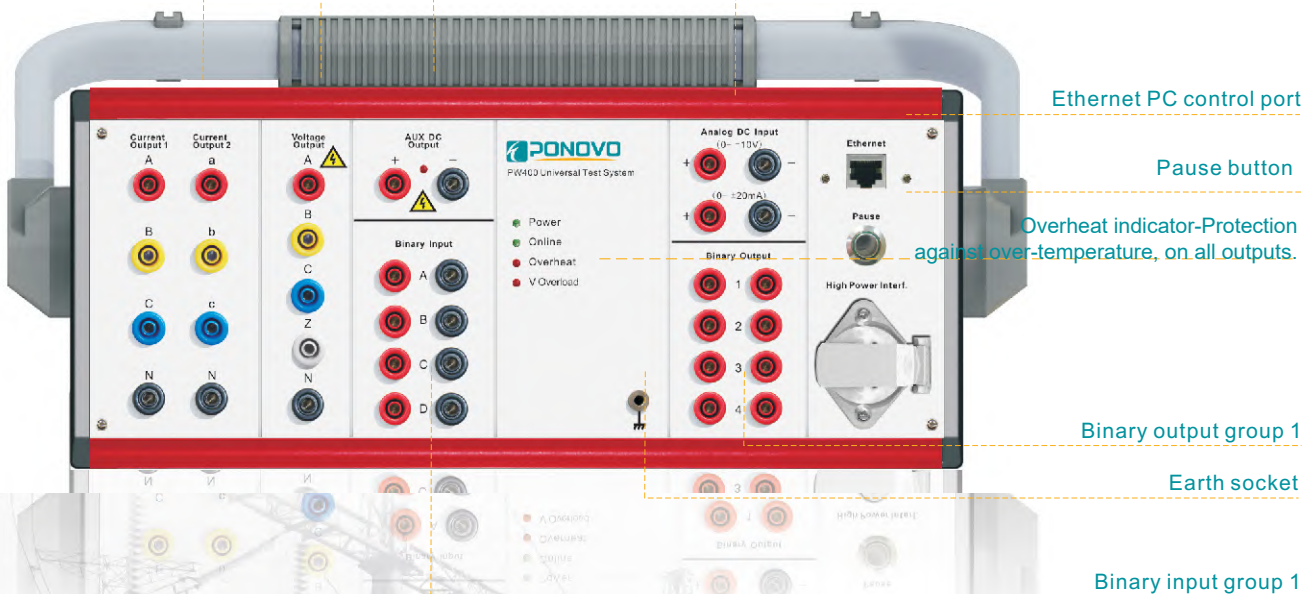 Ethernet PC control port
Pause button
Overheat indicator-Protection
against over-temperature, on all outputs.
Binary output group 1
Earth socket
Binary input group 1
Current
Output 1
A
B
C
N
Current
Output 2
a
b
c
N
Voltage
Output
A
B
C
Z
N
AUX DC
Output
+ −
Binary Input
A
B
C
D
PONOVO
PW400 Universal Test System
Power
Online
Overheat
V Overload
Analog DC Input
(0~ ±10V)
+ −
(0~ ±20mA)
+ −
Binary Output
1
2
3
4
Ethernet
Pause
High Power Interf.